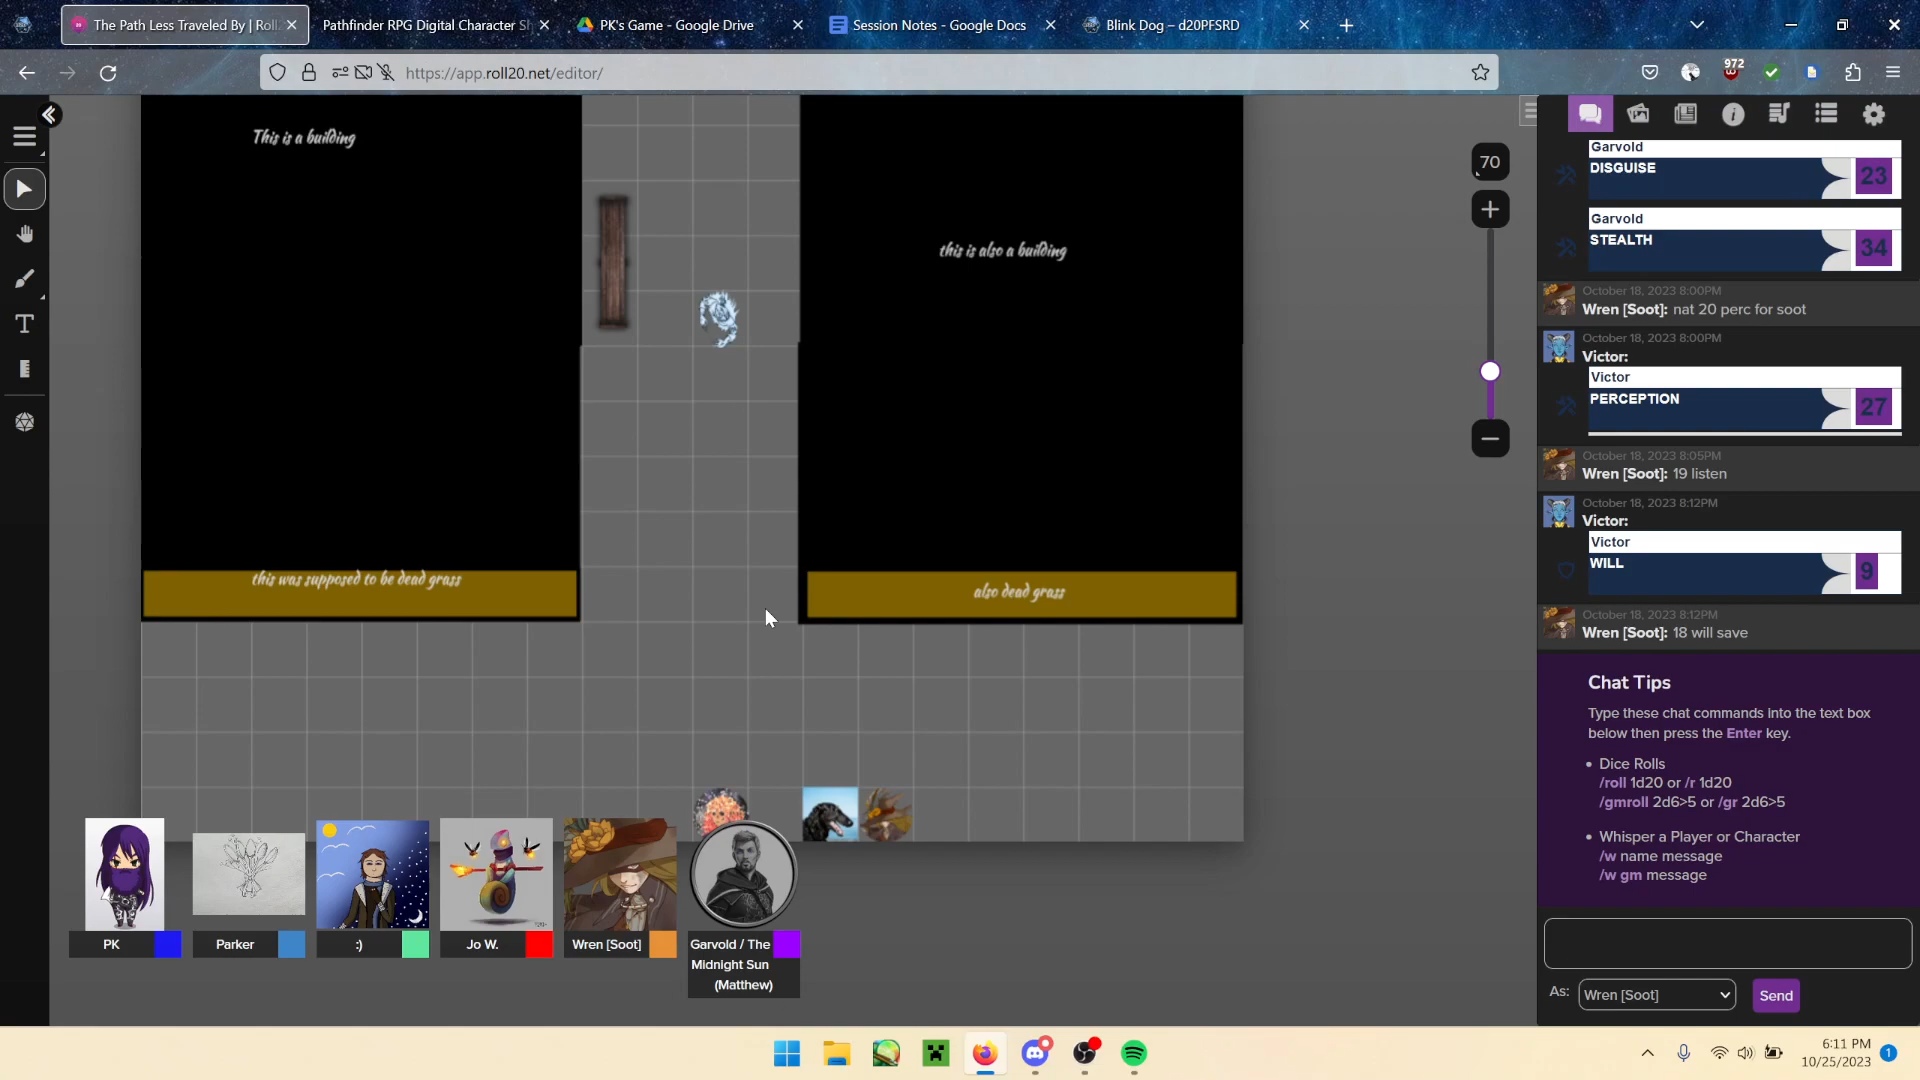 The Path Less Traveled By | Roll
Pathfinder RPG Digital Character Sh
PK's Game - Google Drive
Session Notes - Google Docs
Blink Dog – d20PFSRD
https://app.roll20.net/editor/
972
This is a building
this is also a building
this was supposed to be dead grass
also dead grass
70
Garvold
DISGUISE
23
Garvold
STEALTH
34
October 18, 2023 8:00PM
Wren [Soot]: nat 20 perc for soot
October 18, 2023 8:00PM
Victor:
Victor
PERCEPTION
27
October 18, 2023 8:05PM
Wren [Soot]: 19 listen
October 18, 2023 8:12PM
Victor:
Victor
WILL
9
October 18, 2023 8:12PM
Wren [Soot]: 18 will save
Chat Tips
Type these chat commands into the text box
below then press the Enter key.
• Dice Rolls
/roll 1d20 or /r 1d20
/gmroll 2d6>5 or /gr 2d6>5
• Whisper a Player or Character
/w name message
/w gm message
As:
Wren [Soot]
Send
PK
Parker
:)
Jo W.
Wren [Soot]
Garvold / The
Midnight Sun
(Matthew)
6:11 PM
10/25/2023
1